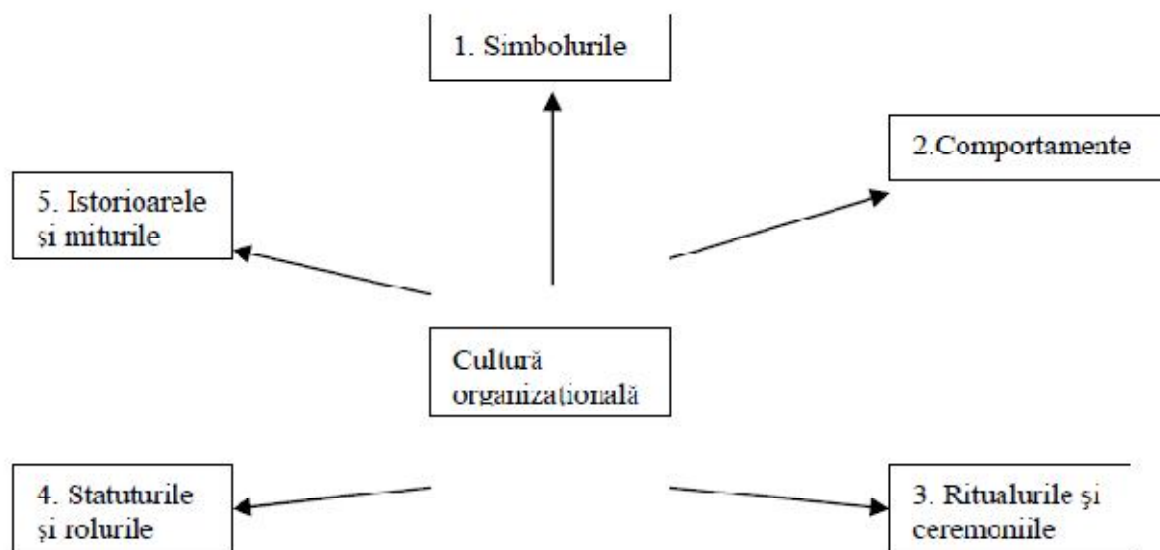 1. Simbolurile
2.Comportamente
5. Istorioarele
şi miturile
Cultură
organizaţională
4. Statuturile
şi rolurile
3. Ritualurile şi
ceremoniile